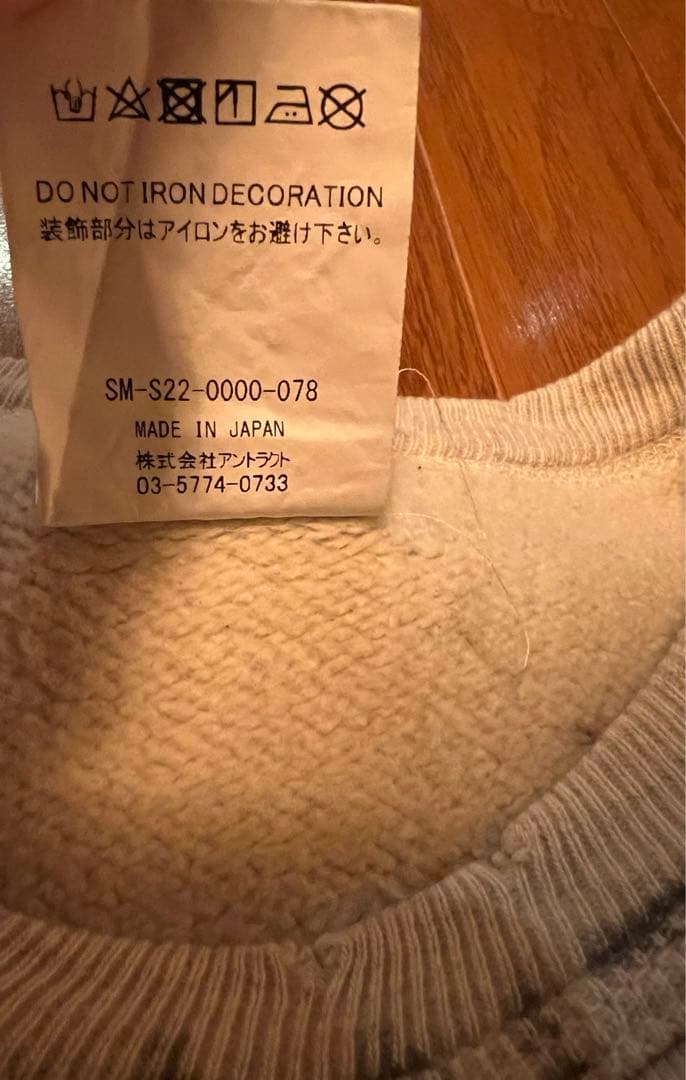 DO NOT IRON DECORATION
装飾部分はアイロンをお避け下さい。
SM-S22-0000-078
MADE IN JAPAN
株式会社アントラクト
03-5774-0733